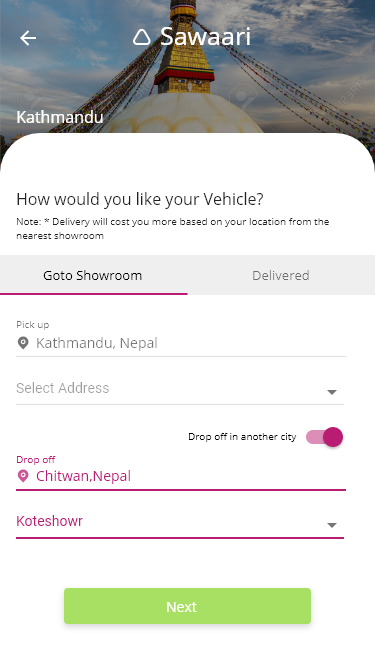 Sawaari
Kathmandu
How would you like your Vehicle?
Note: * Delivery will cost you more based on your location from the
nearest showroom
Goto Showroom
Delivered
Pick up
Kathmandu, Nepal
Select Address
Drop off in another city
Drop off
Chitwan,Nepal
Koteshowr
Next